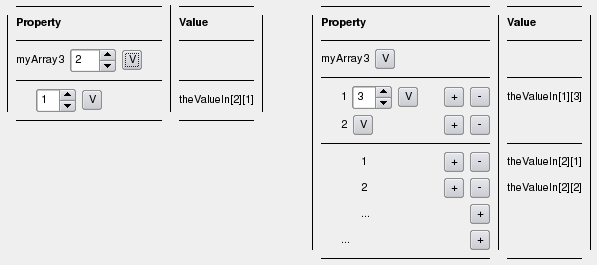 Property Value
myArray3 2 V
1 V theValueIn[2][1]
Property Value
myArray3 V
1 3 V + - theValueIn[1][3]
2 V + -
1 + - theValueIn[2][1]
2 + - theValueIn[2][2]
... +
... +